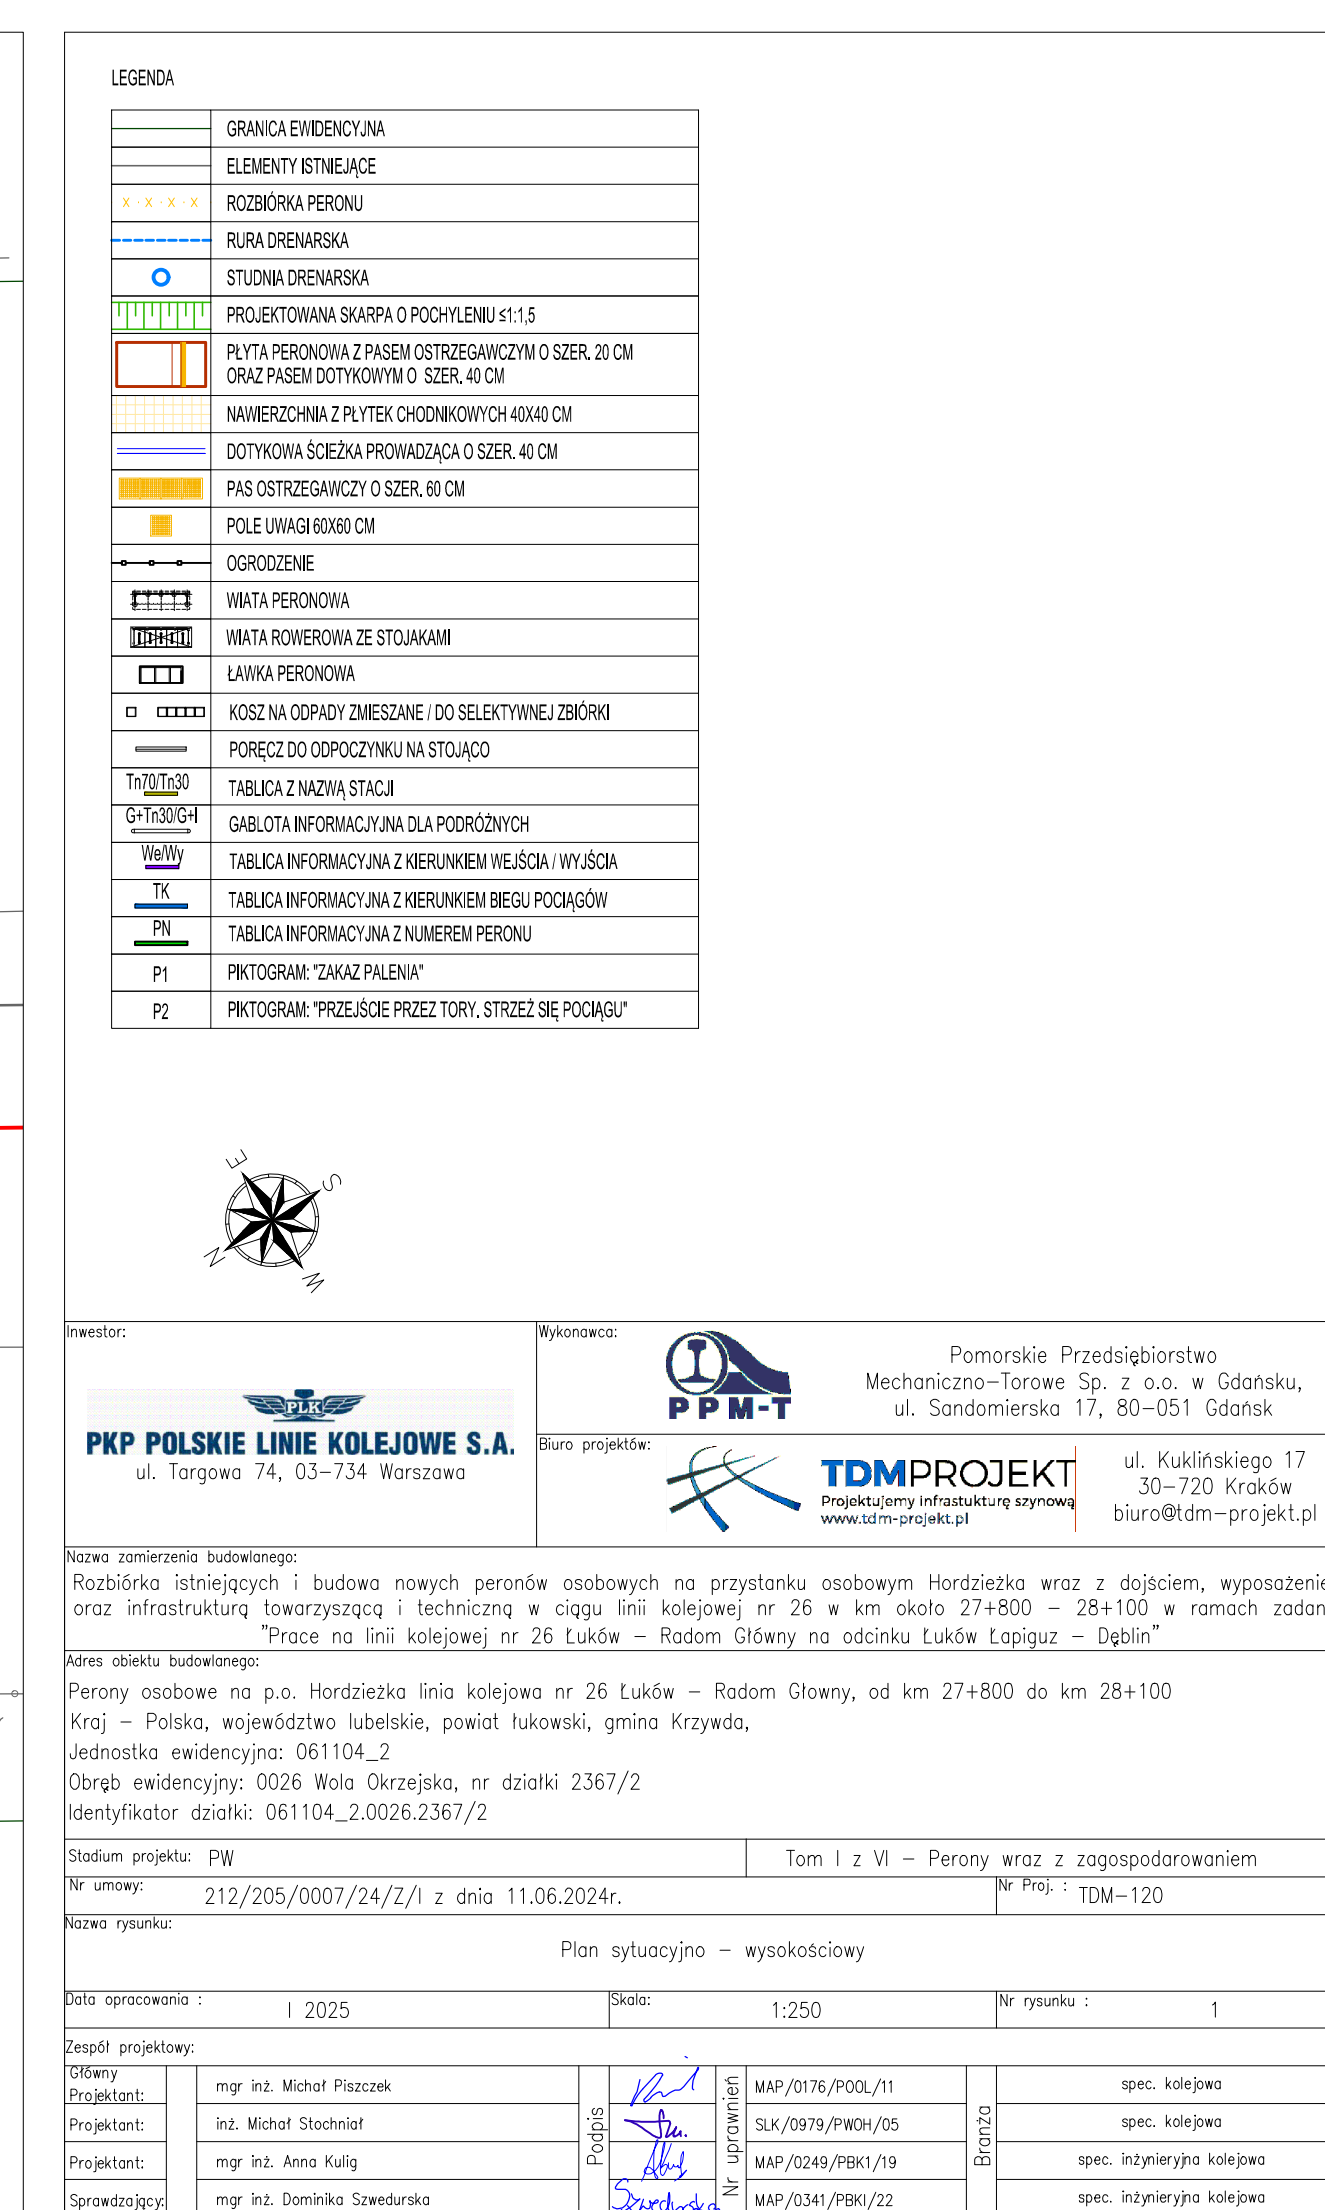 LEGENDA
GRANICA EWIDENCYJNA
ELEMENTY ISTNIEJĄCE
X · X · X · X ROZBIÓRKA PERONU
RURA DRENARSKA
STUDNIA DRENARSKA
PROJEKTOWANA SKARPA O POCHYLENIU ≤1:1,5
PŁYTA PERONOWA Z PASEM OSTRZEGAWCZYM O SZER. 20 CM
ORAZ PASEM DOTYKOWYM O SZER. 40 CM
NAWIERZCHNIA Z PŁYTEK CHODNIKOWYCH 40X40 CM
DOTYKOWA ŚCIEŻKA PROWADZĄCA O SZER. 40 CM
PAS OSTRZEGAWCZY O SZER. 60 CM
POLE UWAGI 60X60 CM
OGRODZENIE
WIATA PERONOWA
WIATA ROWEROWA ZE STOJAKAMI
ŁAWKA PERONOWA
KOSZ NA ODPADY ZMIESZANE / DO SELEKTYWNEJ ZBIÓRKI
PORĘCZ DO ODPOCZYNKU NA STOJĄCO
Tn70/Tn30 TABLICA Z NAZWĄ STACJI
G+Tn30/G+I GABLOTA INFORMACJYJNA DLA PODRÓŻNYCH
We/Wy TABLICA INFORMACYJNA Z KIERUNKIEM WEJŚCIA / WYJŚCIA
TK TABLICA INFORMACYJNA Z KIERUNKIEM BIEGU POCIĄGÓW
PN TABLICA INFORMACYJNA Z NUMEREM PERONU
P1 PIKTOGRAM: "ZAKAZ PALENIA"
P2 PIKTOGRAM: "PRZEJŚCIE PRZEZ TORY. STRZEŻ SIĘ POCIĄGU"
E
S
N
W
Inwestor:
PLK
PKP POLSKIE LINIE KOLEJOWE S.A.
ul. Targowa 74, 03-734 Warszawa
Wykonawca:
PPM-T
Pomorskie Przedsiębiorstwo
Mechaniczno-Torowe Sp. z o.o. w Gdańsku,
ul. Sandomierska 17, 80-051 Gdańsk
Biuro projektów:
TDMPROJEKT
Projektujemy infrastukturę szynową
www.tdm-projekt.pl
ul. Kuklińskiego 17
30-720 Kraków
biuro@tdm-projekt.pl
Nazwa zamierzenia budowlanego:
Rozbiórka istniejących i budowa nowych peronów osobowych na przystanku osobowym Hordzieżka wraz z dojściem, wyposażenie
oraz infrastrukturą towarzyszącą i techniczną w ciągu linii kolejowej nr 26 w km około 27+800 - 28+100 w ramach zadan
"Prace na linii kolejowej nr 26 Łuków - Radom Główny na odcinku Łuków Łapiguz - Dęblin"
Adres obiektu budowlanego:
Perony osobowe na p.o. Hordzieżka linia kolejowa nr 26 Łuków - Radom Głowny, od km 27+800 do km 28+100
Kraj - Polska, województwo lubelskie, powiat łukowski, gmina Krzywda,
Jednostka ewidencyjna: 061104_2
Obręb ewidencyjny: 0026 Wola Okrzejska, nr działki 2367/2
Identyfikator działki: 061104_2.0026.2367/2
Stadium projektu: PW
Tom I z VI - Perony wraz z zagospodarowaniem
Nr umowy: 212/205/0007/24/Z/I z dnia 11.06.2024r.
Nr Proj. : TDM-120
Nazwa rysunku:
Plan sytuacyjno - wysokościowy
Data opracowania : I 2025
Skala: 1:250
Nr rysunku : 1
Zespół projektowy:
Podpis
Nr uprawnień
Branża
Główny
Projektant: mgr inż. Michał Piszczek MAP/0176/POOL/11 spec. kolejowa
Projektant: inż. Michał Stochniał SLK/0979/PWOH/05 spec. kolejowa
Projektant: mgr inż. Anna Kulig MAP/0249/PBK1/19 spec. inżynieryjna kolejowa
Sprawdzający: mgr inż. Dominika Szwedurska Szwedurska MAP/0341/PBKI/22 spec. inżynieryjna kolejowa